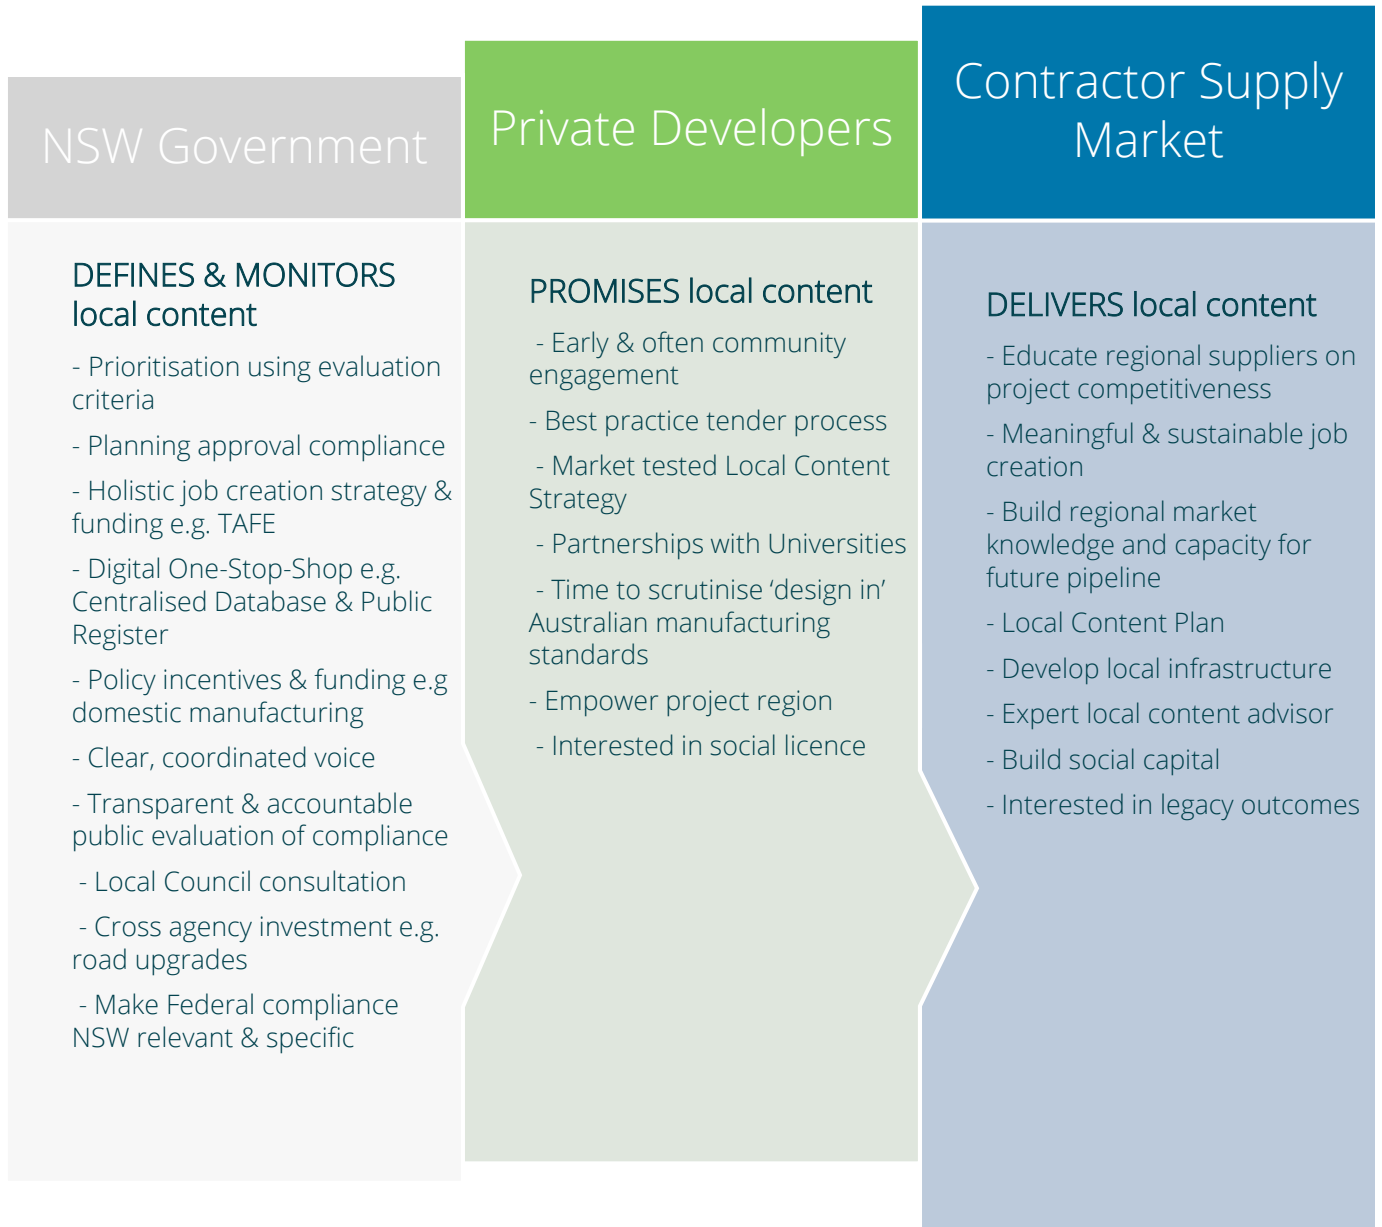 NSW Government
DEFINES & MONITORS
local content
- Prioritisation using evaluation
criteria
- Planning approval compliance
- Holistic job creation strategy &
funding e.g. TAFE
- Digital One-Stop-Shop e.g.
Centralised Database & Public
Register
- Policy incentives & funding e.g
domestic manufacturing
- Clear, coordinated voice
- Transparent & accountable
public evaluation of compliance
- Local Council consultation
- Cross agency investment e.g.
road upgrades
- Make Federal compliance
NSW relevant & specific
Private Developers
PROMISES local content
- Early & often community
engagement
- Best practice tender process
- Market tested Local Content
Strategy
- Partnerships with Universities
- Time to scrutinise ‘design in’
Australian manufacturing
standards
- Empower project region
- Interested in social licence
Contractor Supply
Market
DELIVERS local content
- Educate regional suppliers on
project competitiveness
- Meaningful & sustainable job
creation
- Build regional market
knowledge and capacity for
future pipeline
- Local Content Plan
- Develop local infrastructure
- Expert local content advisor
- Build social capital
- Interested in legacy outcomes